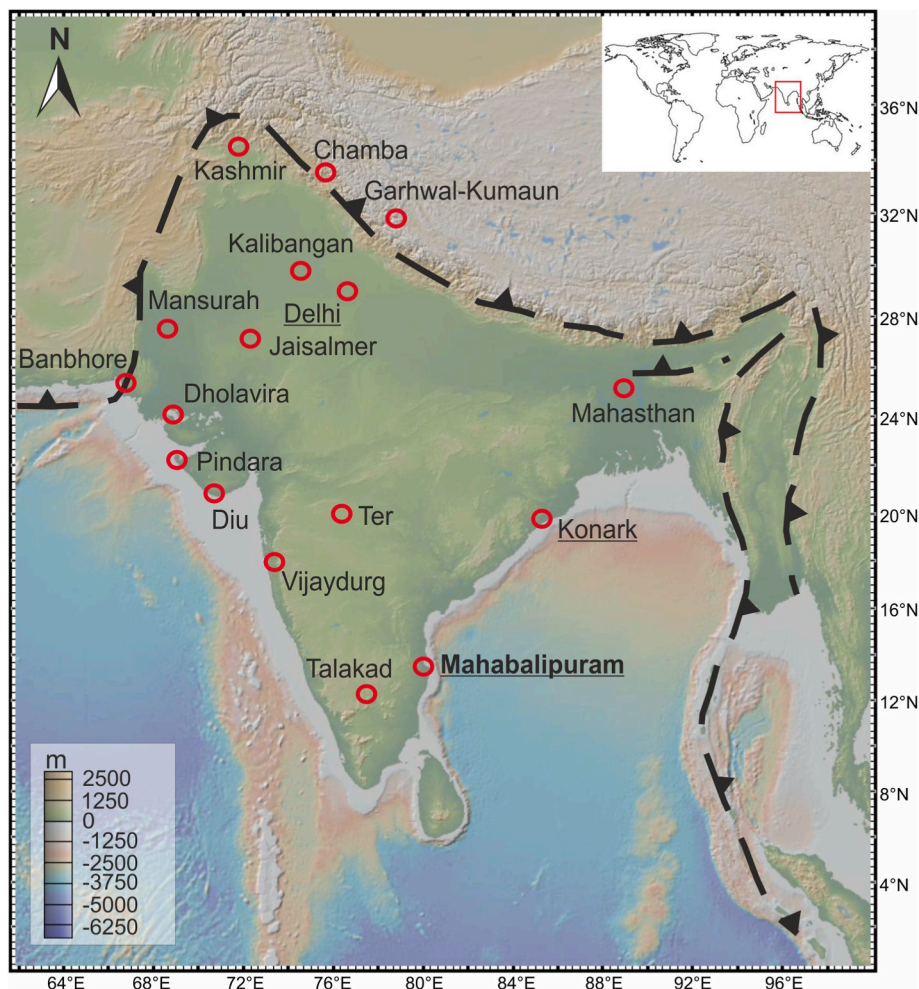 N
36°N
Chamba
Kashmir
Garhwal-Kumaun
32°N
Kalibangan
Mansurah
Delhi
28°N
Jaisalmer
Banbhore
Dholavira
Mahasthan
24°N
Pindara
Diu
Ter
20°N
Konark
Vijaydurg
16°N
Talakad
Mahabalipuram
12°N
m
2500
1250
0
-1250
-2500
-3750
-5000
-6250
8°N
4°N
64°E 68°E 72°E 76°E 80°E 84°E 88°E 92°E 96°E